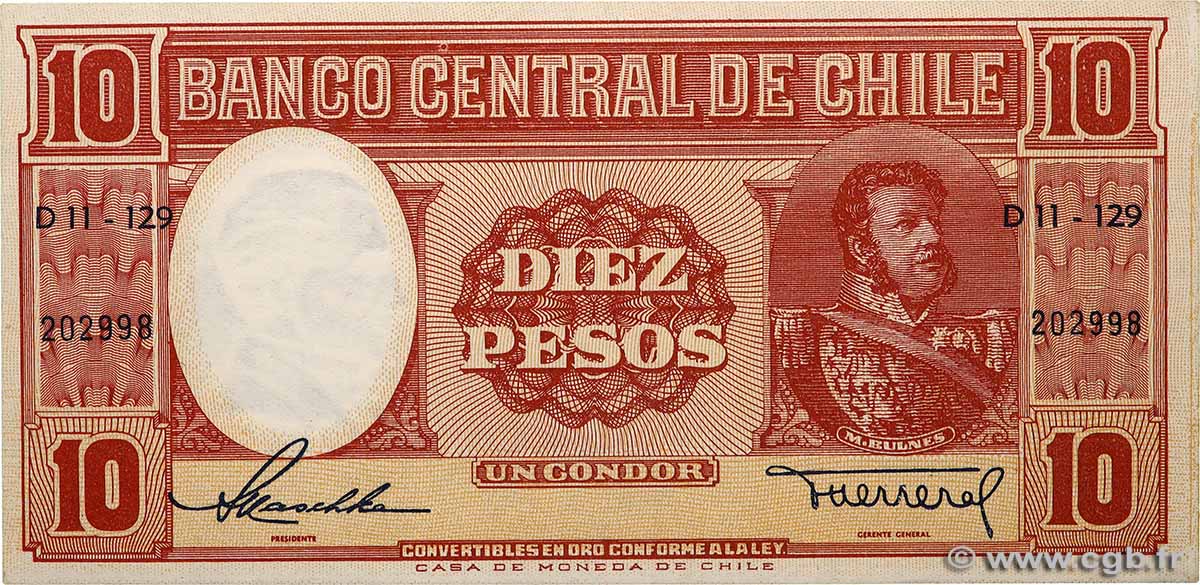 10 BANCO CENTRAL DE CHILE 10
D 11 - 129 D 11 - 129
DIEZ
202998 202998
PESOS
M. BULNES
10 UN CONDOR 10
PRESIDENTE GERENTE GENERAL
CONVERTIBLES EN ORO CONFORME A LA LEY.
CASA DE MONEDA DE CHILE
© www.cgb.fr